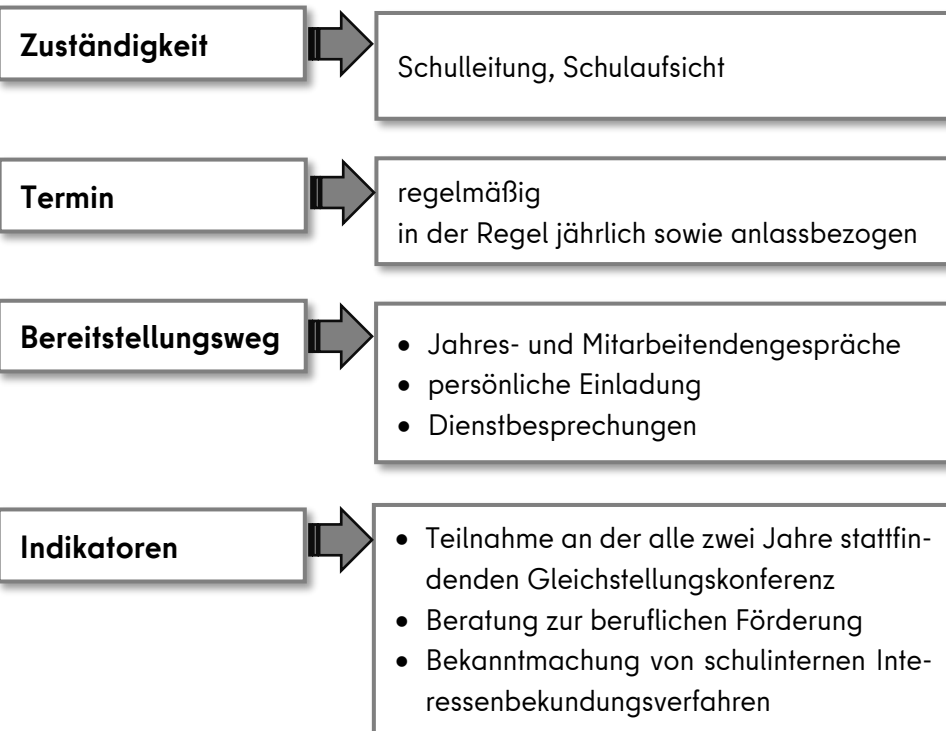 Zuständigkeit
Schulleitung, Schulaufsicht
Termin
regelmäßig
in der Regel jährlich sowie anlassbezogen
Bereitstellungsweg
• Jahres- und Mitarbeitendengespräche
• persönliche Einladung
• Dienstbesprechungen
Indikatoren
• Teilnahme an der alle zwei Jahre stattfin-
denden Gleichstellungskonferenz
• Beratung zur beruflichen Förderung
• Bekanntmachung von schulinternen Inte-
ressenbekundungsverfahren